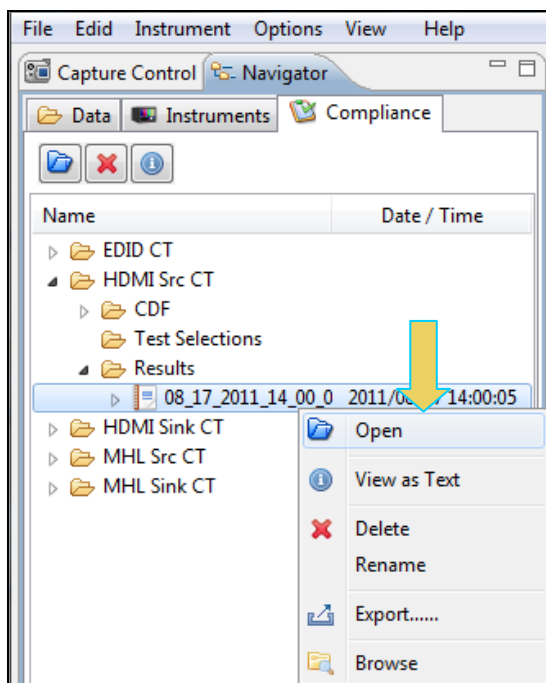 File Edid Instrument Options View Help
Capture Control Navigator
Data Instruments Compliance
Name Date / Time
EDID CT
HDMI Src CT
CDF
Test Selections
Results
08_17_2011_14_00_0 2011/0 14:00:05
HDMI Sink CT
MHL Src CT
MHL Sink CT
Open
View as Text
Delete
Rename
Export......
Browse